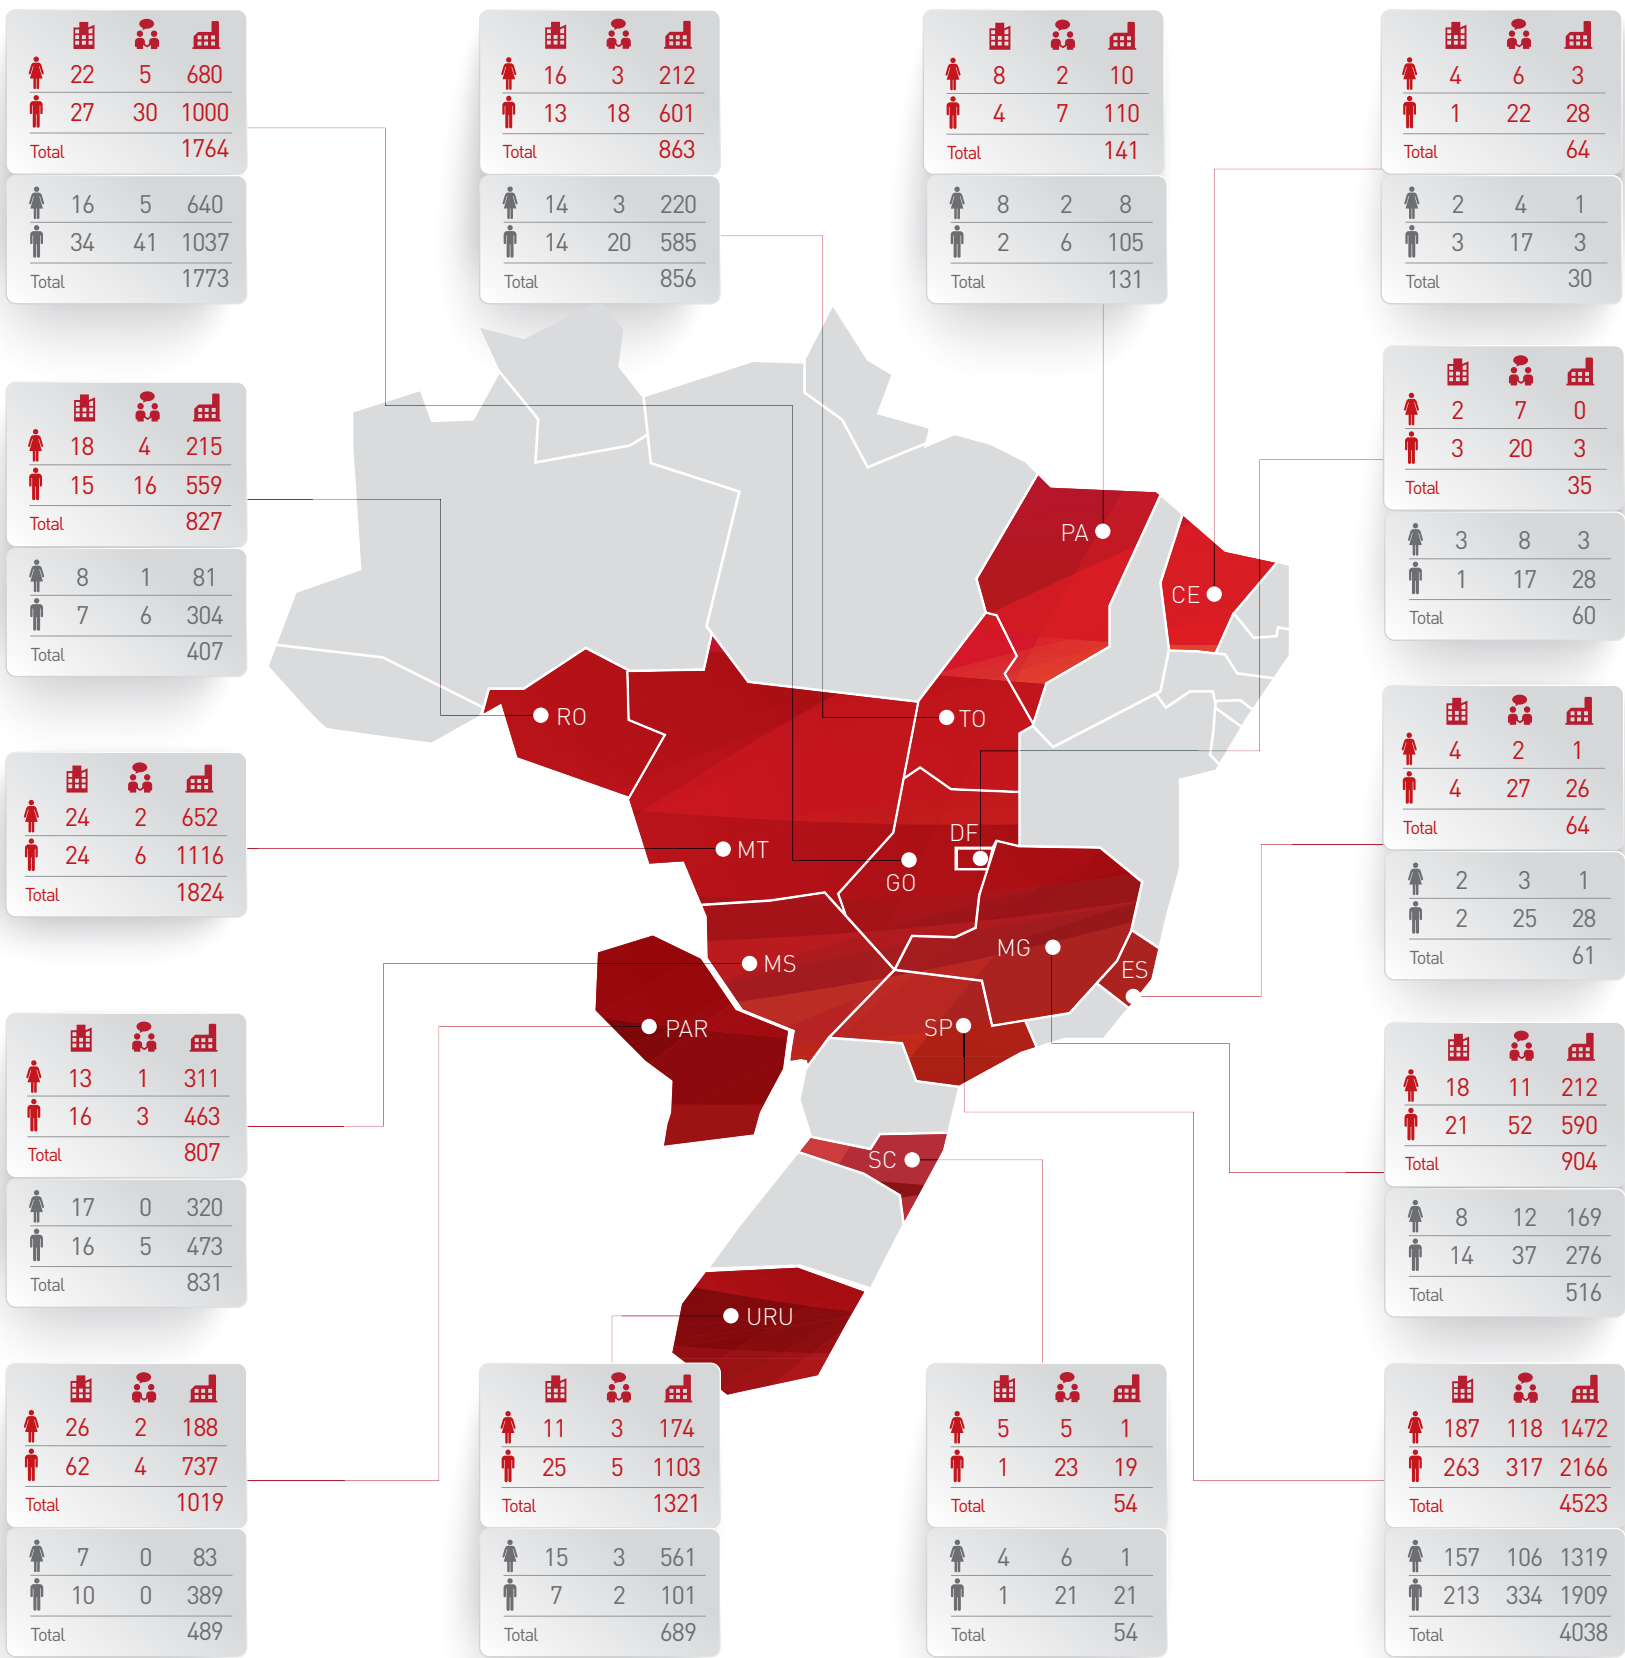 22 5 680
27 30 1000
Total 1764
16 5 640
34 41 1037
Total 1773
16 3 212
13 18 601
Total 863
14 3 220
14 20 585
Total 856
8 2 10
4 7 110
Total 141
8 2 8
2 6 105
Total 131
4 6 3
1 22 28
Total 64
2 4 1
3 17 3
Total 30
18 4 215
15 16 559
Total 827
8 1 81
7 6 304
Total 407
2 7 0
3 20 3
Total 35
3 8 3
1 17 28
Total 60
PA
CE
RO
TO
24 2 652
24 6 1116
Total 1824
4 2 1
4 27 26
Total 64
2 3 1
2 25 28
Total 61
DF
MT
GO
MG
MS
ES
PAR
SP
13 1 311
16 3 463
Total 807
17 0 320
16 5 473
Total 831
18 11 212
21 52 590
Total 904
8 12 169
14 37 276
Total 516
SC
URU
26 2 188
62 4 737
Total 1019
7 0 83
10 0 389
Total 489
11 3 174
25 5 1103
Total 1321
15 3 561
7 2 101
Total 689
5 5 1
1 23 19
Total 54
4 6 1
1 21 21
Total 54
187 118 1472
263 317 2166
Total 4523
157 106 1319
213 334 1909
Total 4038